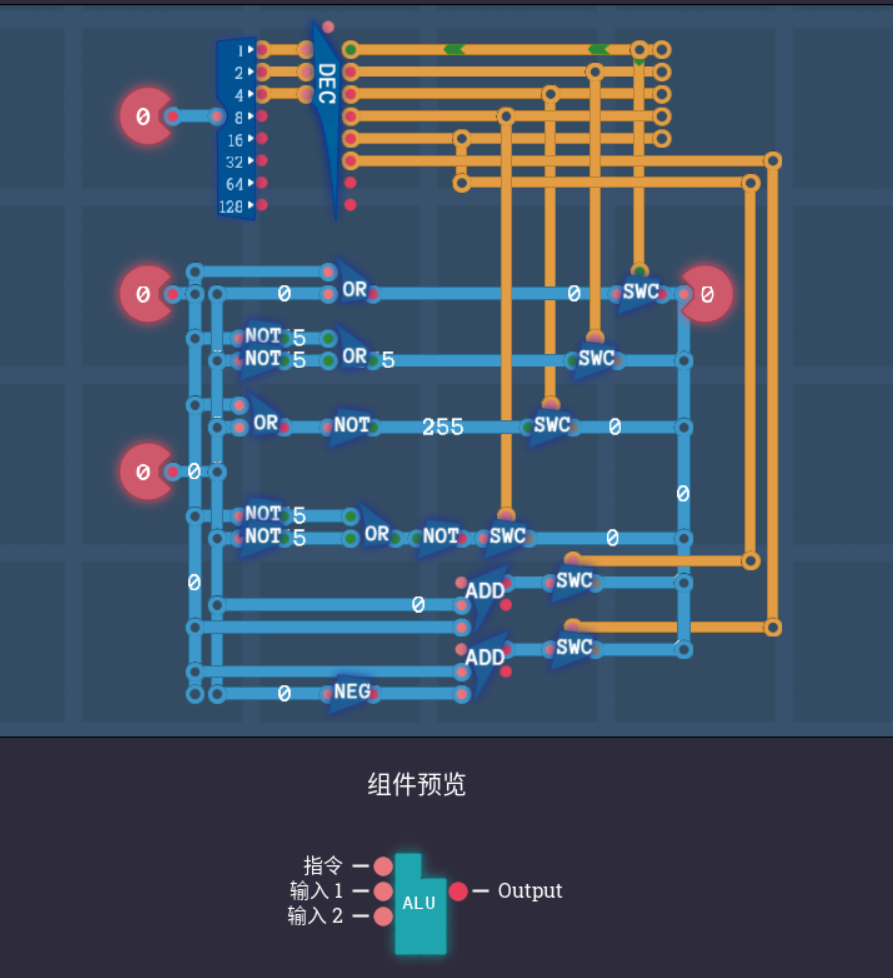 1
2
4
8
16
32
64
128
DEC
0
0
0
OR
0
SWC
0
NOT 5
NOT 5
OR 5
SWC
OR
NOT
255
SWC
0
0
0
0
NOT 5
NOT 5
OR
NOT
SWC
0
0
0
ADD
SWC
ADD
SWC
0
NEG
组件预览
指令
输入 1
输入 2
ALU
Output